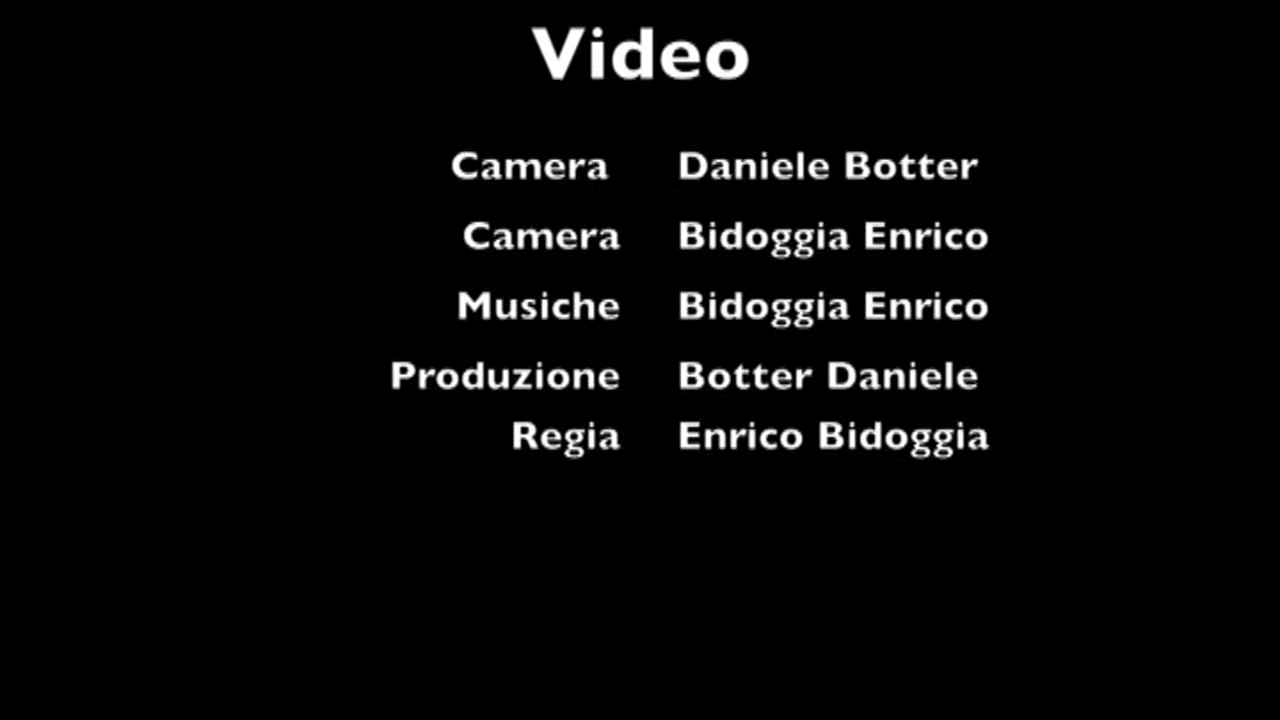 Video
Camera Daniele Botter
Camera Bidoggia Enrico
Musiche Bidoggia Enrico
Produzione Botter Daniele
Regia Enrico Bidoggia